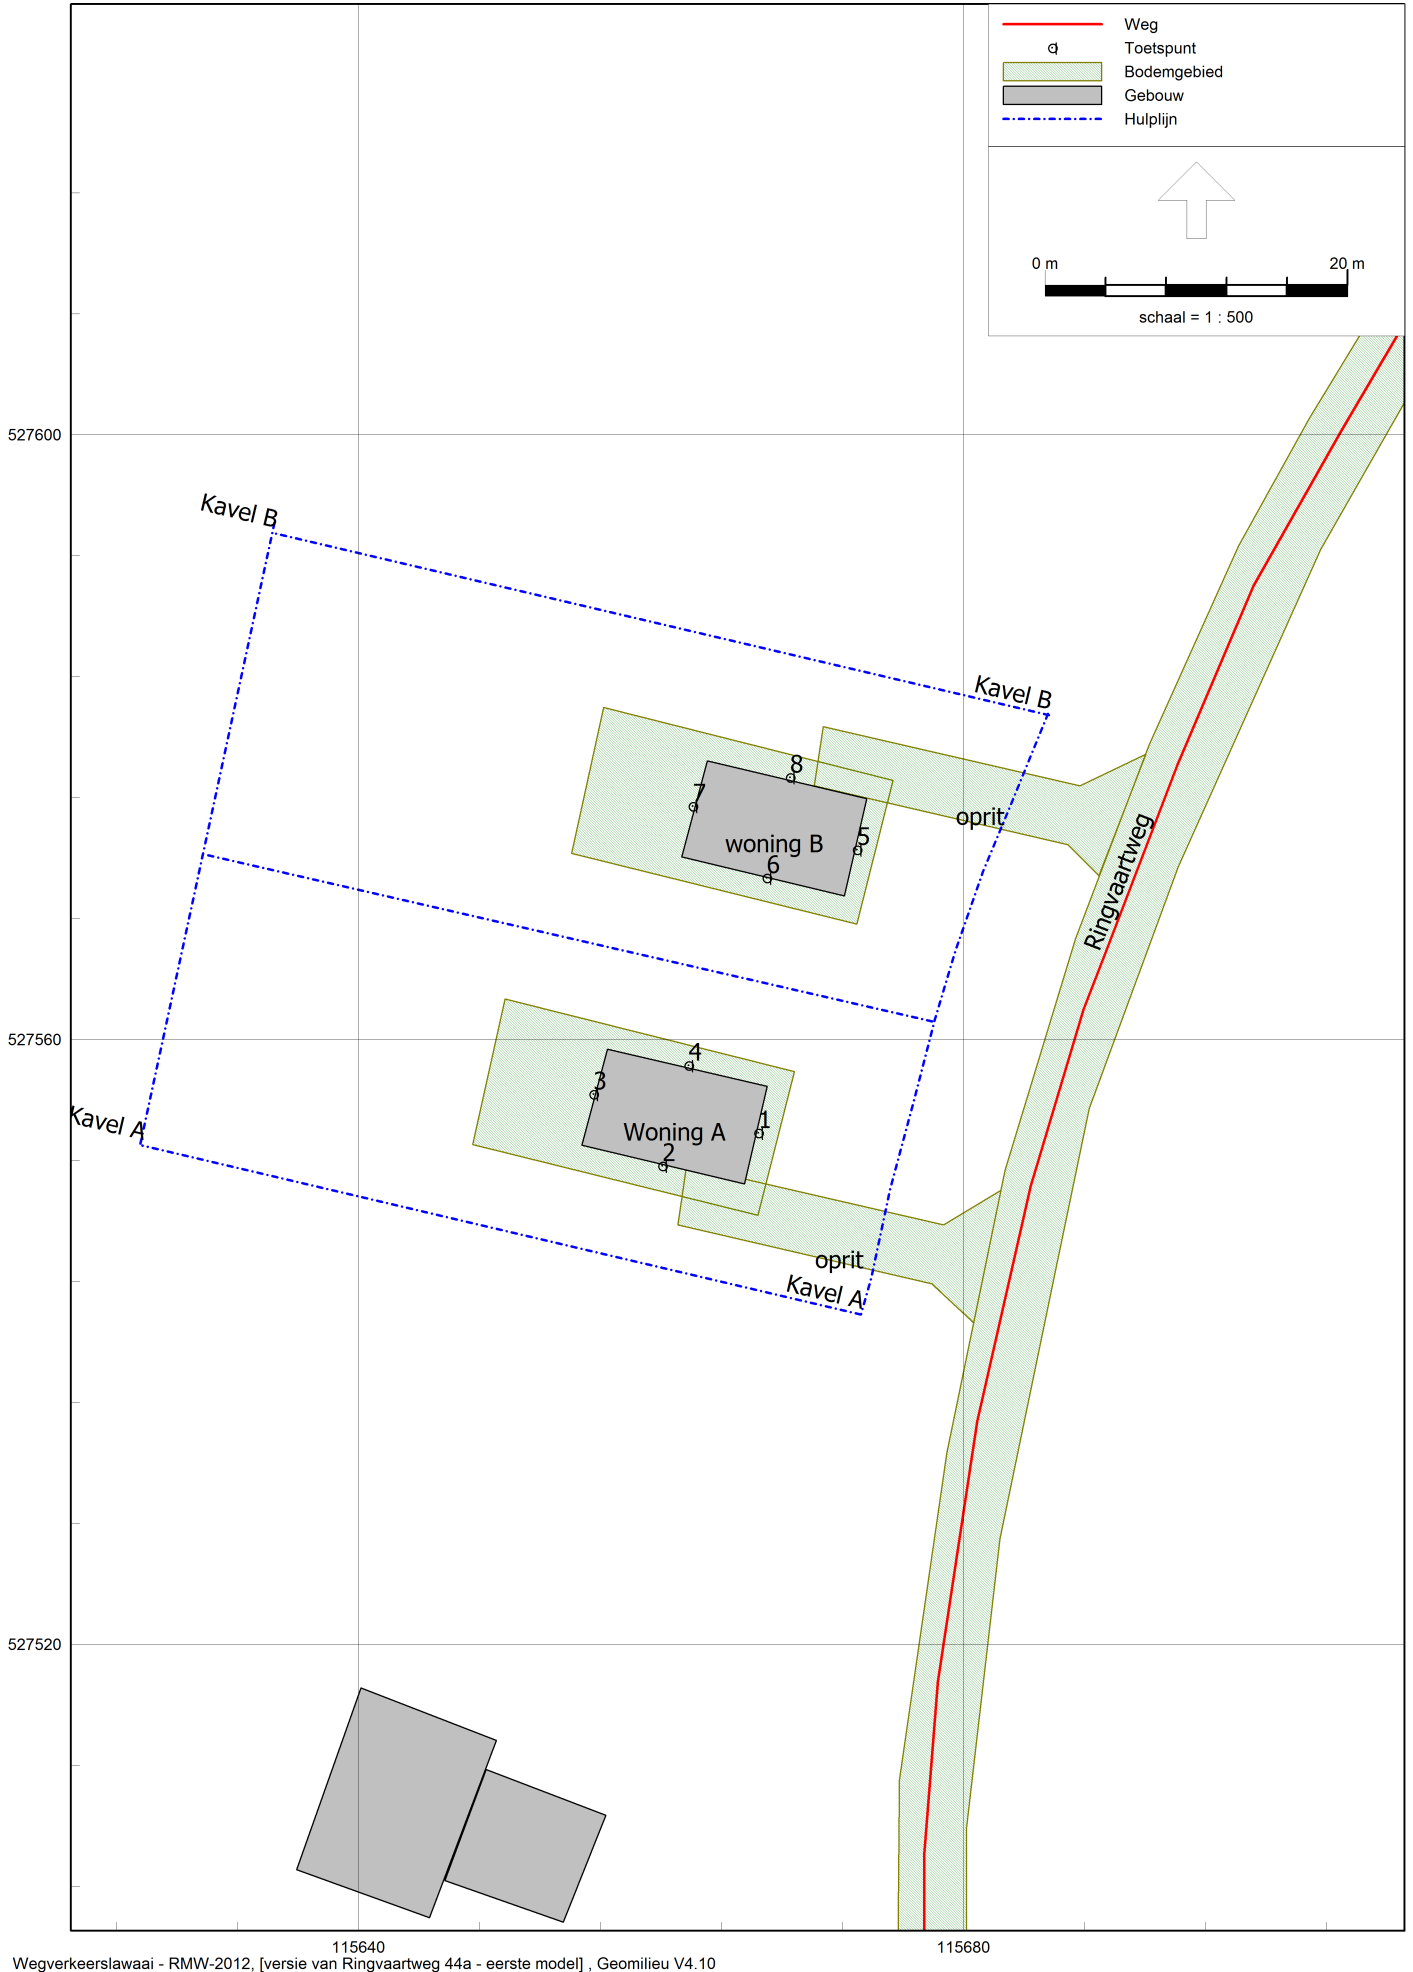 Weg
Toetspunt
Bodemgebied
Gebouw
Hulplijn
0 m 20 m
schaal = 1 : 500
527600
Kavel B
Kavel B
8
7
oprit
5
woning B
6
Ringvaartweg
527560
4
3
Kavel A
1
Woning A
2
oprit
Kavel A
527520
115640 115680
Wegverkeerslawaai - RMW-2012, [versie van Ringvaartweg 44a - eerste model] , Geomilieu V4.10